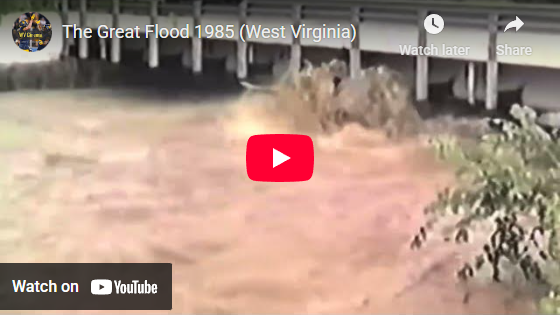 The Great Flood 1985 (West Virginia)
Watch later
Share
Watch on YouTube